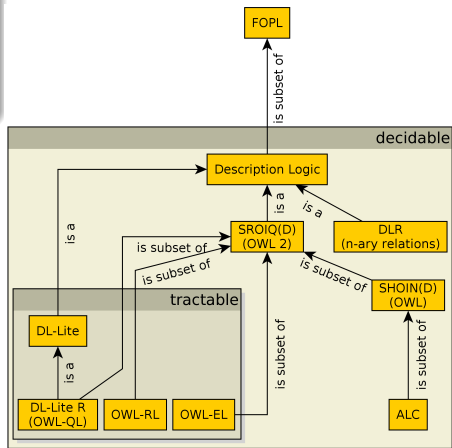 FOPL
is subset of
decidable
Description Logic
is a
is a
is a
SROIQ(D)
(OWL 2)
DLR
(n-ary relations)
is subset of
is subset of
is subset of
SHOIN(D)
(OWL)
tractable
DL-Lite
is subset of
is subset of
is a
DL-Lite R
(OWL-QL)
OWL-RL
OWL-EL
ALC